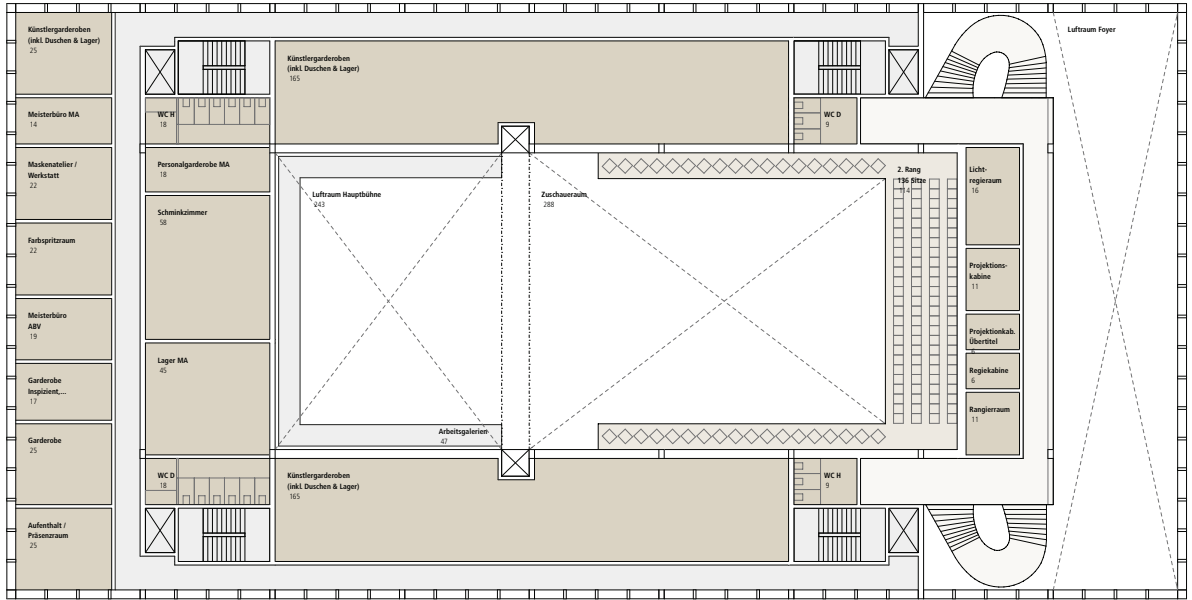 Künstlergarderoben
(inkl. Duschen & Lager)
25
Meisterbüro MA
14
Maskenatelier /
Werkstatt
22
Farbspritzraum
22
Meisterbüro
ABV
19
Garderobe
Inspizient,...
17
Garderobe
25
Aufenthalt /
Präsenzraum
25
WC H
18
Personalgarderobe MA
18
Schminkzimmer
58
Lager MA
45
WC D
18
Künstlergarderoben
(inkl. Duschen & Lager)
165
Luftraum Hauptbühne
243
Arbeitsgalerien
47
Künstlergarderoben
(inkl. Duschen & Lager)
165
Zuschauerraum
288
WC D
9
2. Rang
136 Sitze
114
WC H
9
Licht-
regieraum
16
Projektions-
kabine
11
Projektionkab.
Übertitel
6
Regiekabine
6
Rangierraum
11
Luftraum Foyer